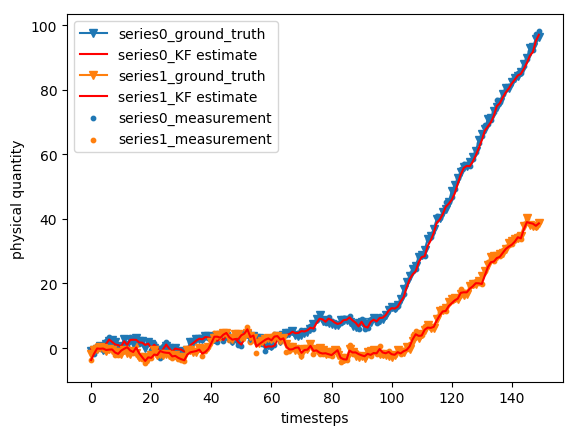 series0_ground_truth
series0_KF estimate
series1_ground_truth
series1_KF estimate
series0_measurement
series1_measurement
100
80
60
40
20
0
physical quantity
0 20 40 60 80 100 120 140
timesteps